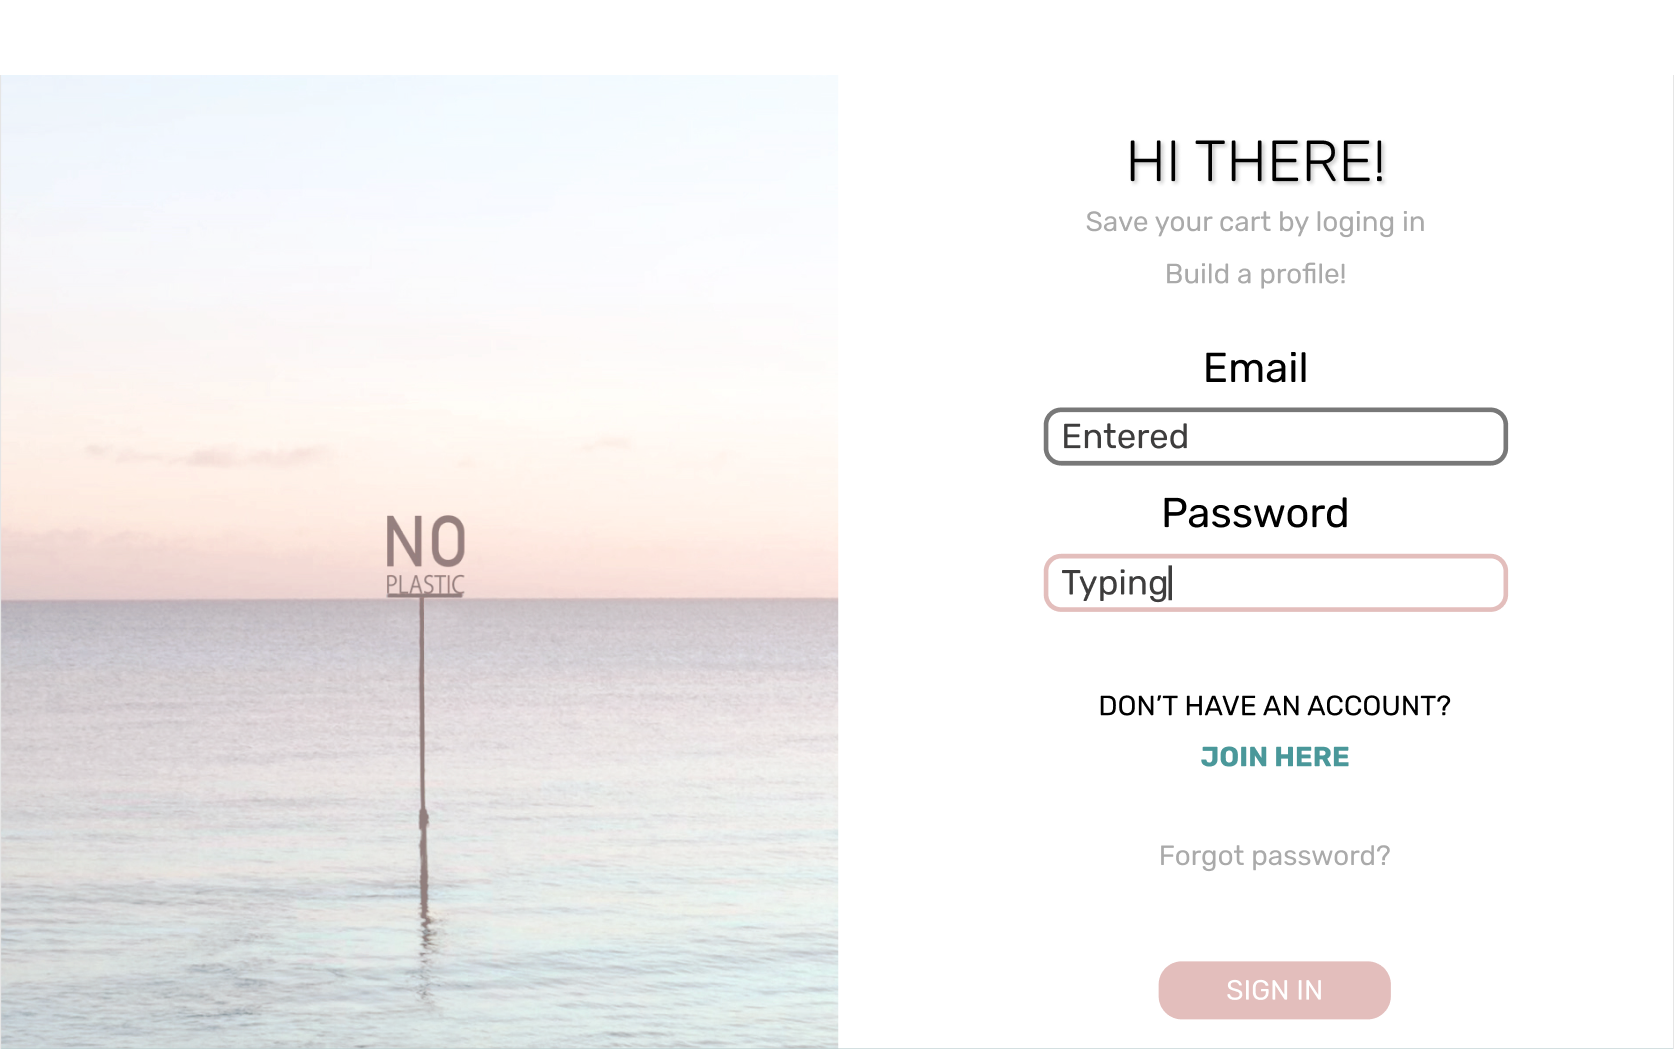 NO
PLASTIC
HI THERE!
Save your cart by loging in
Build a profile!
Email
Entered
Password
Typing
DON'T HAVE AN ACCOUNT?
JOIN HERE
Forgot password?
SIGN IN